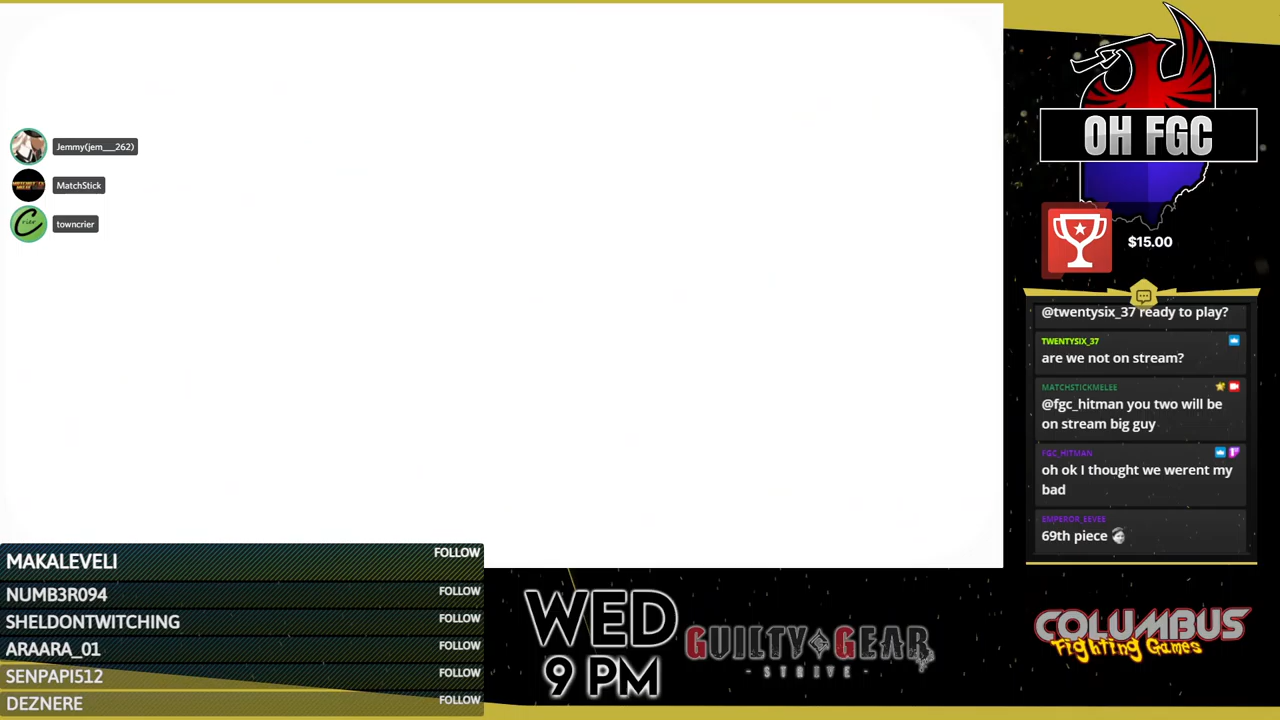 Jemmy(jem___262)
MatchStick
towncrier
Crier
OH FGC
$15.00
@twentysix_37 ready to play?
TWENTYSIX_37
are we not on stream?
MATCHSTICKMELEE
@fgc_hitman you two will be
on stream big guy
FGC_HITMAN
oh ok I thought we werent my
bad
EMPEROR_EEVEE
69th piece
MAKALEVELI FOLLOW
NUMB3R094 FOLLOW
SHELDONTWITCHING FOLLOW
ARAARA_01 FOLLOW
SENPAPI512 FOLLOW
DEZNERE FOLLOW
WED
9 PM
GUILTY GEAR
- STRIVE -
COLUMBUS
Fighting Games